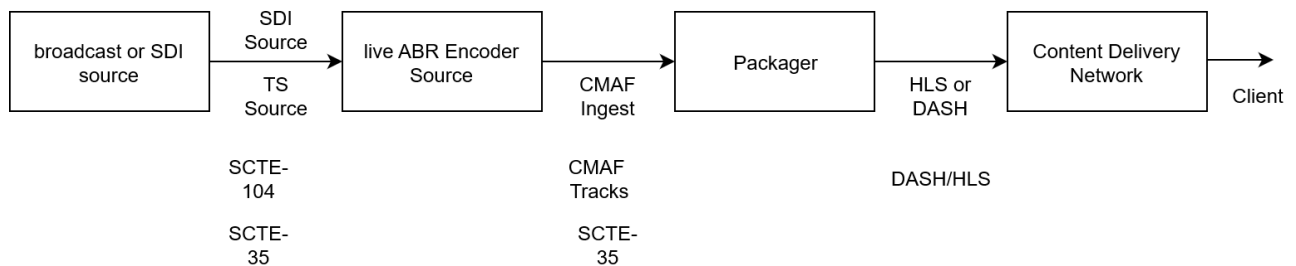 broadcast or SDI
source
SDI
Source
TS
Source
live ABR Encoder
Source
CMAF
Ingest
Packager
HLS or
DASH
Content Delivery
Network
Client
SCTE-
104
CMAF
Tracks
DASH/HLS
SCTE-
35
SCTE-
35